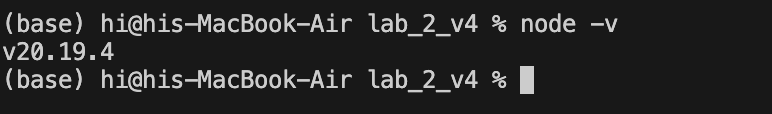 (base) hi@his-MacBook-Air lab_2_v4 % node -v
v20.19.4
(base) hi@his-MacBook-Air lab_2_v4 %